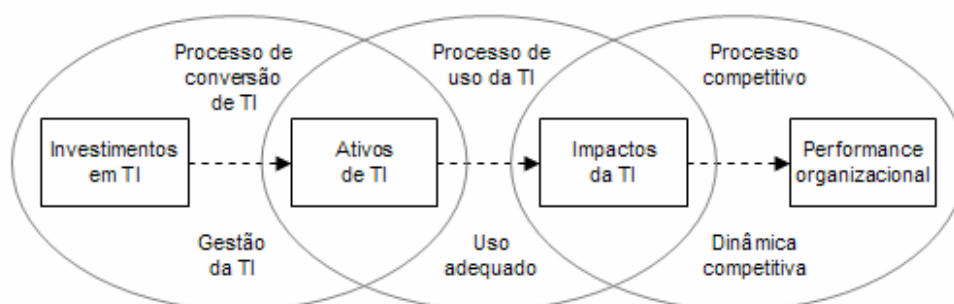 Processo de
conversão
de TI
Processo de
uso da TI
Processo
competitivo
Investimentos
em TI
Ativos
de TI
Impactos
da TI
Performance
organizacional
Gestão
da TI
Uso
adequado
Dinâmica
competitiva